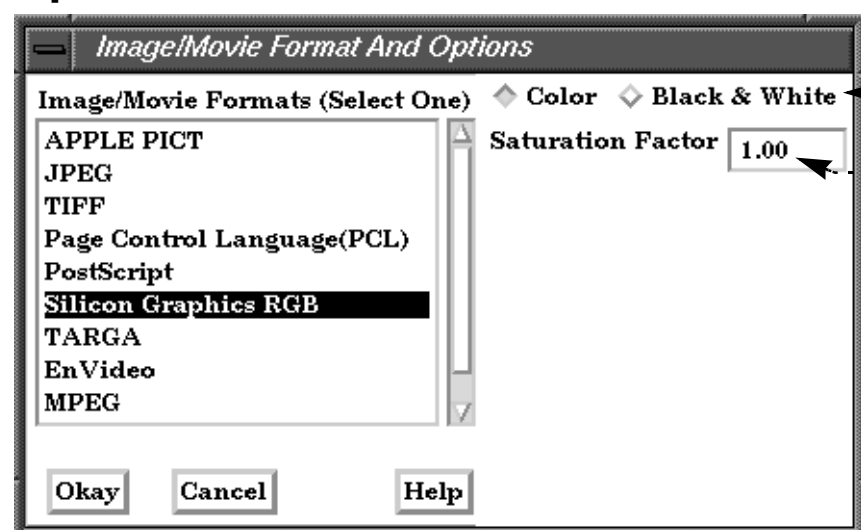 Image/Movie Format And Options
Image/Movie Formats (Select One)
Color Black & White
Saturation Factor 1.00
APPLE PICT
JPEG
TIFF
Page Control Language(PCL)
PostScript
Silicon Graphics RGB
TARGA
EnVideo
MPEG
Okay Cancel Help